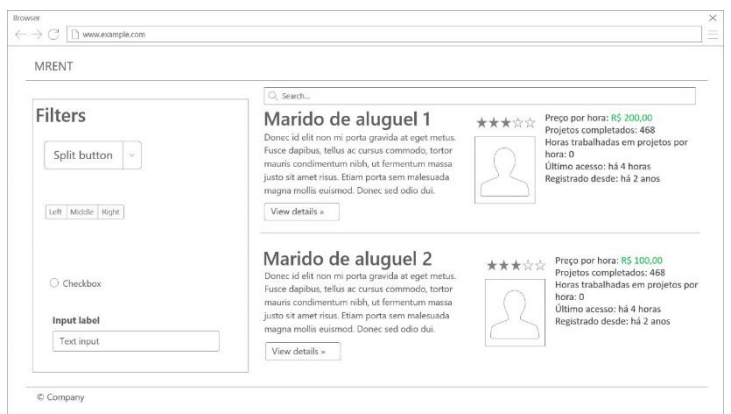 Browser
www.example.com
MRENT
Filters
Split button
Left Middle Right
Checkbox
Input label
Text input
Search...
Marido de aluguel 1
Donec id elit non mi porta gravida at eget metus.
Fusce dapibus, tellus ac cursus commodo, tortor
mauris condimentum nibh, ut fermentum massa
justo sit amet risus. Etiam porta sem malesuada
magna mollis euismod. Donec sed odio dui.
View details »
Preço por hora: R$ 200,00
Projetos completados: 468
Horas trabalhadas em projetos por
hora: 0
Último acesso: há 4 horas
Registrado desde: há 2 anos
Marido de aluguel 2
Donec id elit non mi porta gravida at eget metus.
Fusce dapibus, tellus ac cursus commodo, tortor
mauris condimentum nibh, ut fermentum massa
justo sit amet risus. Etiam porta sem malesuada
magna mollis euismod. Donec sed odio dui.
View details »
Preço por hora: R$ 100,00
Projetos completados: 468
Horas trabalhadas em projetos por
hora: 0
Último acesso: há 4 horas
Registrado desde: há 2 anos
© Company